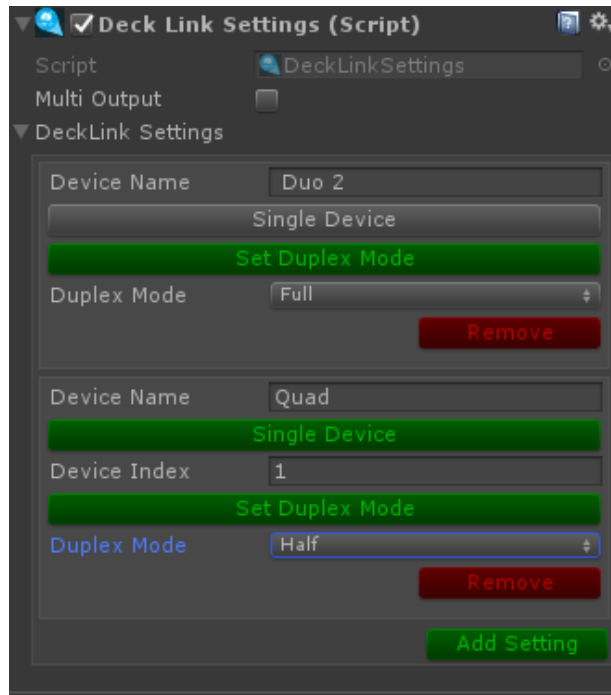 Deck Link Settings (Script)
Script DeckLinkSettings
Multi Output
DeckLink Settings
Device Name Duo 2
Single Device
Set Duplex Mode
Duplex Mode Full
Remove
Device Name Quad
Single Device
Device Index 1
Set Duplex Mode
Duplex Mode Half
Remove
Add Setting